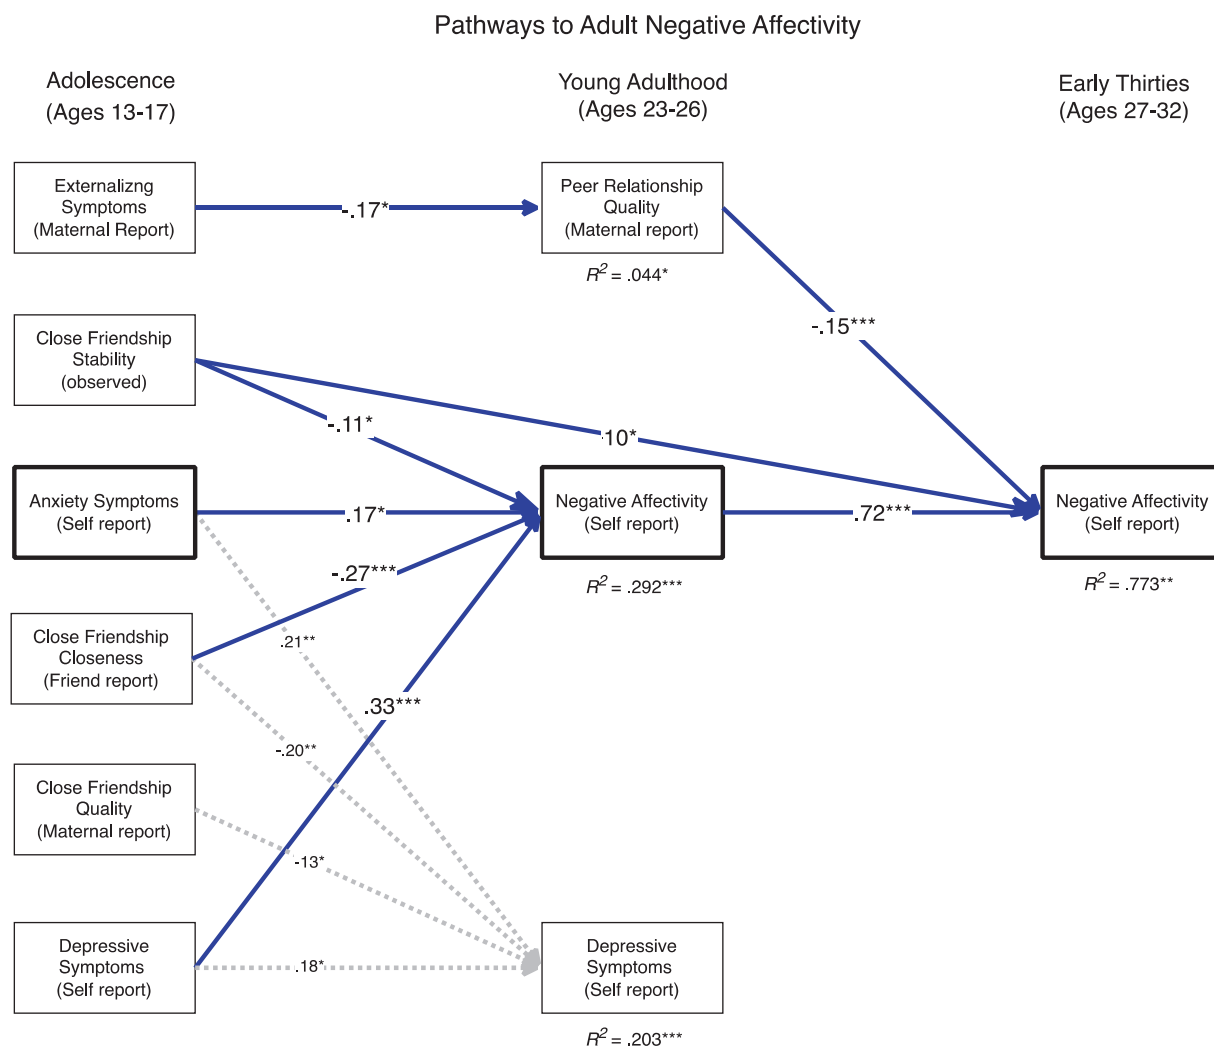 Pathways to Adult Negative Affectivity
Adolescence
(Ages 13-17)
Young Adulthood
(Ages 23-26)
Early Thirties
(Ages 27-32)
Externalizng
Symptoms
(Maternal Report)
-.17*
Peer Relationship
Quality
(Maternal report)
R² = .044*
-.15***
Close Friendship
Stability
(observed)
-.11*
10*
Anxiety Symptoms
(Self report)
.17*
Negative Affectivity
(Self report)
R² = .292***
.72***
Negative Affectivity
(Self report)
R² = .773**
-.27***
Close Friendship
Closeness
(Friend report)
.21**
.33***
-.20**
Close Friendship
Quality
(Maternal report)
-13*
Depressive
Symptoms
(Self report)
.18*
Depressive
Symptoms
(Self report)
R² = .203***